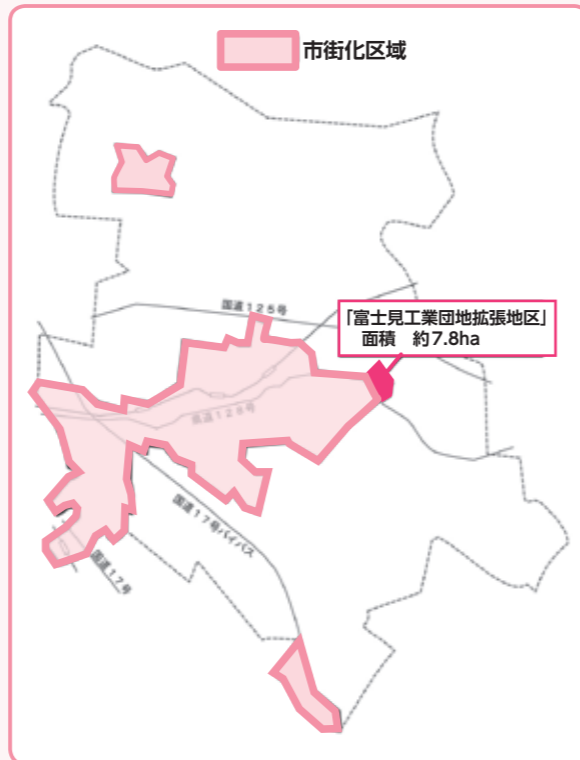 市街化区域
国道125号
「富士見工業団地拡張地区」
面積 約7.8ha
県道128号
国道17号バイパス
国道17号